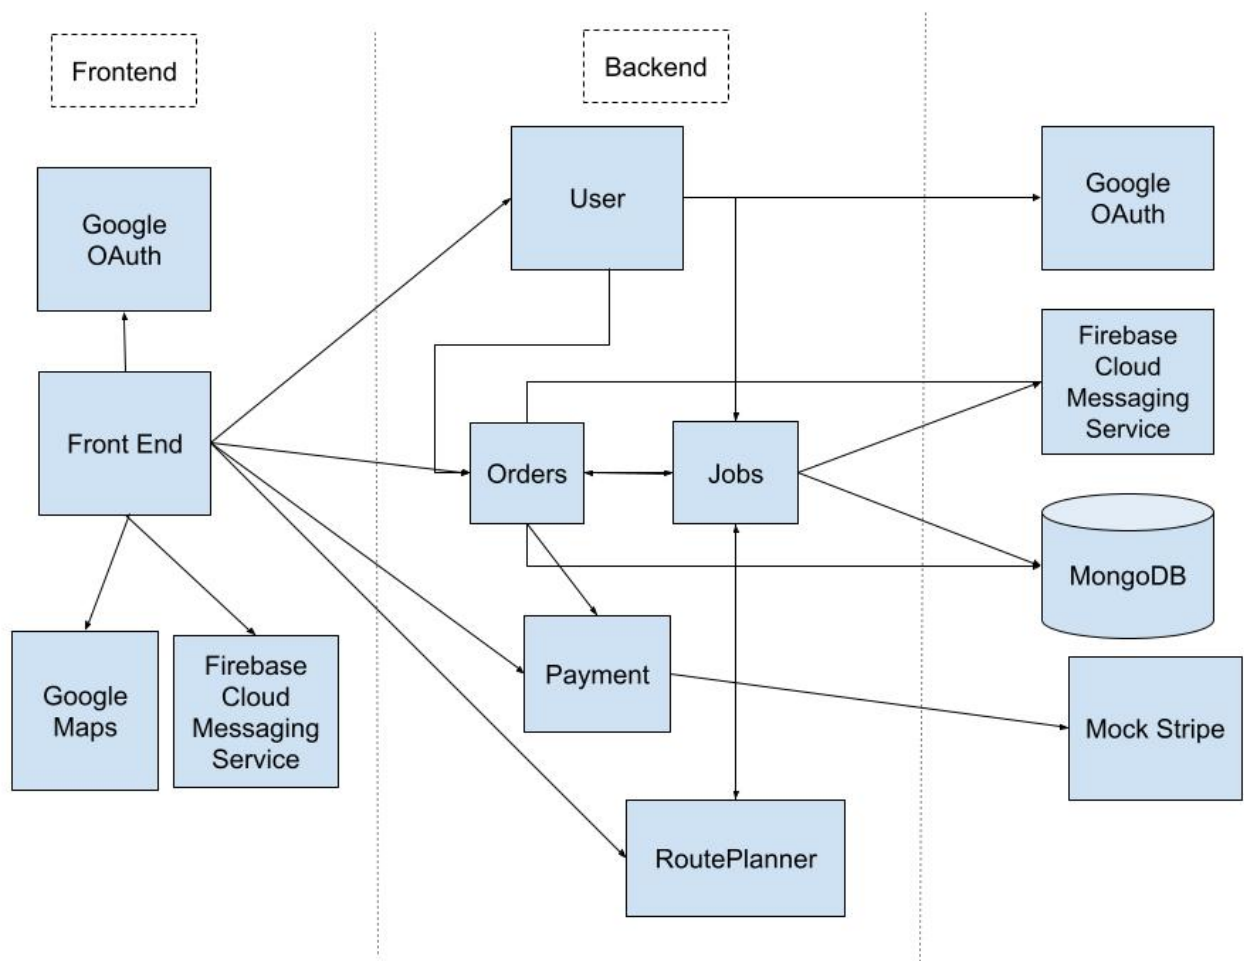 Frontend
Backend
Google
OAuth
User
Google
OAuth
Front End
Orders
Jobs
Firebase
Cloud
Messaging
Service
MongoDB
Google
Maps
Firebase
Cloud
Messaging
Service
Payment
Mock Stripe
RoutePlanner